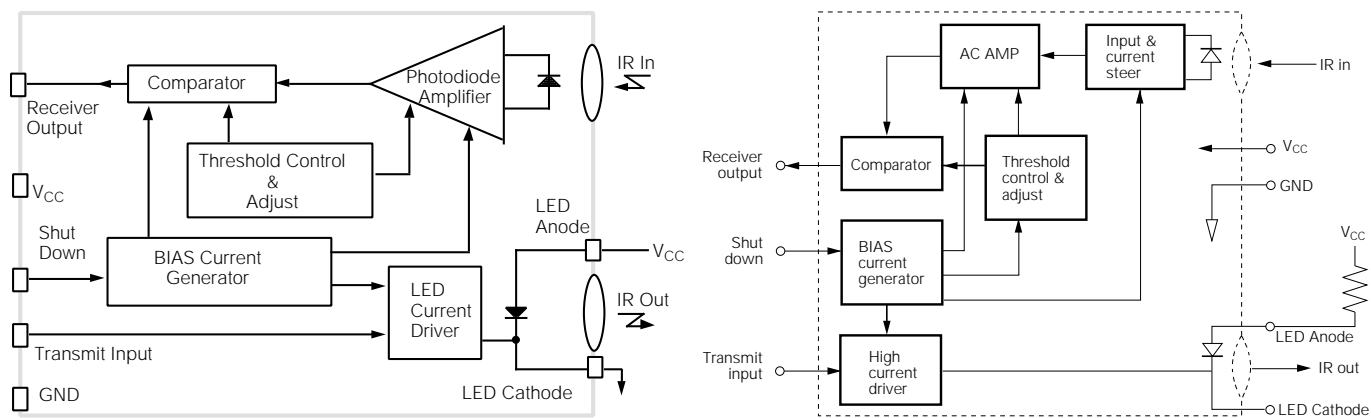 Comparator
Photodiode
Amplifier
IR In
Receiver
Output
Threshold Control
&
Adjust
VCC
Shut
Down
BIAS Current
Generator
LED
Anode
VCC
LED
Current
Driver
IR Out
Transmit Input
LED Cathode
GND
AC AMP
Input &
current
steer
IR in
Receiver
output
Comparator
Threshold
control &
adjust
VCC
GND
Shut
down
BIAS
current
generator
VCC
LED Anode
Transmit
input
High
current
driver
IR out
LED Cathode